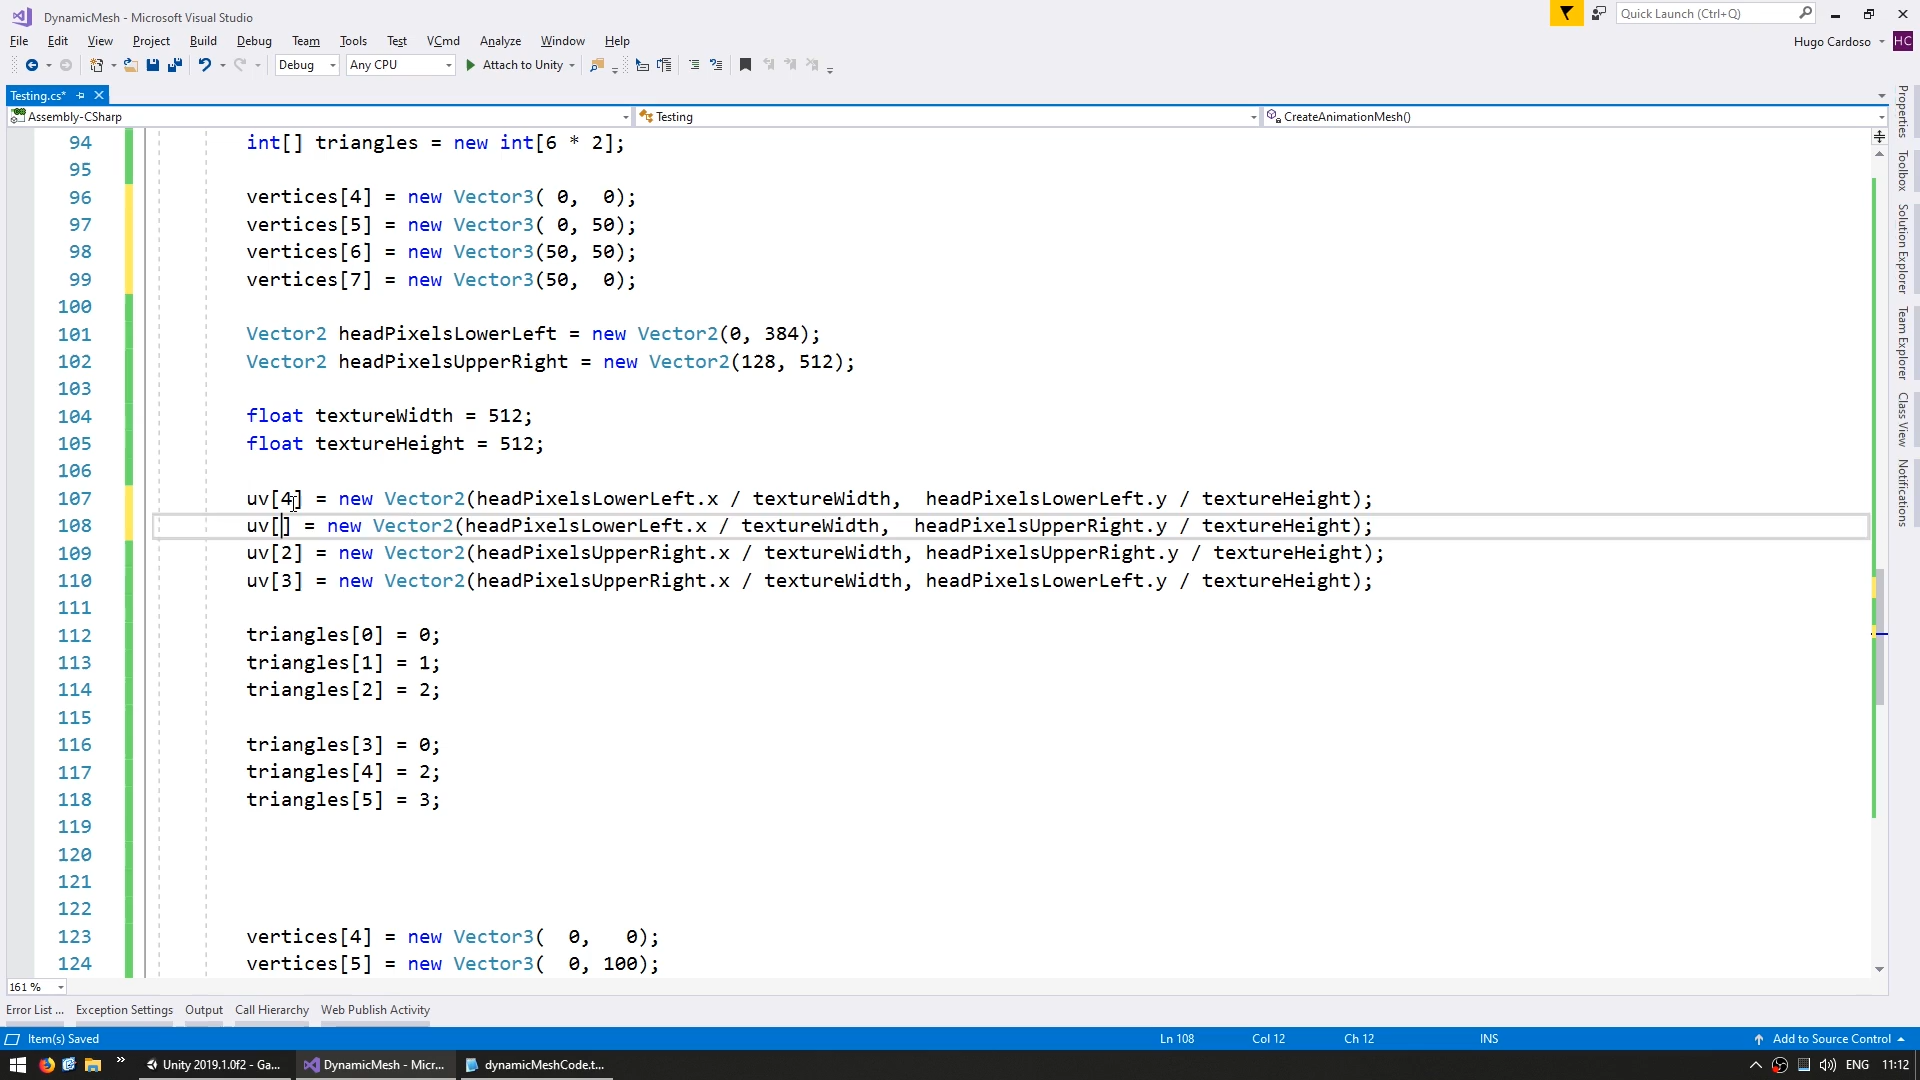 DynamicMesh - Microsoft Visual Studio
Quick Launch (Ctrl+Q)
File Edit View Project Build Debug Team Tools Test VCmd Analyze Window Help
Hugo Cardoso HC
Debug Any CPU Attach to Unity
Testing.cs*
Assembly-CSharp Testing CreateAnimationMesh()
94 int[] triangles = new int[6 * 2];
95
96 vertices[4] = new Vector3( 0,  0);
97 vertices[5] = new Vector3( 0, 50);
98 vertices[6] = new Vector3(50, 50);
99 vertices[7] = new Vector3(50,  0);
100
101 Vector2 headPixelsLowerLeft = new Vector2(0, 384);
102 Vector2 headPixelsUpperRight = new Vector2(128, 512);
103
104 float textureWidth = 512;
105 float textureHeight = 512;
106
107 uv[4] = new Vector2(headPixelsLowerLeft.x / textureWidth,  headPixelsLowerLeft.y / textureHeight);
108 uv[] = new Vector2(headPixelsLowerLeft.x / textureWidth,  headPixelsUpperRight.y / textureHeight);
109 uv[2] = new Vector2(headPixelsUpperRight.x / textureWidth, headPixelsUpperRight.y / textureHeight);
110 uv[3] = new Vector2(headPixelsUpperRight.x / textureWidth, headPixelsLowerLeft.y / textureHeight);
111
112 triangles[0] = 0;
113 triangles[1] = 1;
114 triangles[2] = 2;
115
116 triangles[3] = 0;
117 triangles[4] = 2;
118 triangles[5] = 3;
119
120
121
122
123 vertices[4] = new Vector3(  0,   0);
124 vertices[5] = new Vector3(  0, 100);
Properties
Toolbox
Solution Explorer
Team Explorer
Class View
Notifications
161 %
Error List ... Exception Settings Output Call Hierarchy Web Publish Activity
Item(s) Saved Ln 108 Col 12 Ch 12 INS Add to Source Control
Unity 2019.1.0f2 - Ga... DynamicMesh - Micr... dynamicMeshCode.t... ENG 11:12